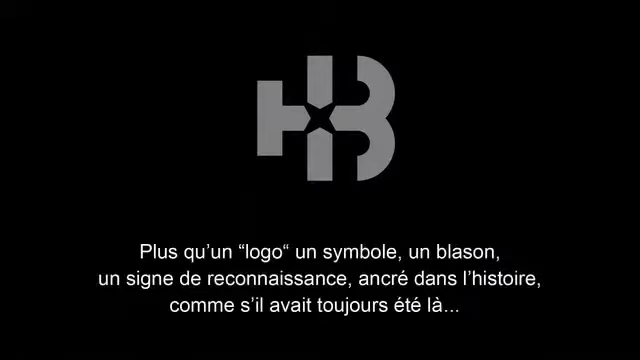 Plus qu’un “logo“ un symbole, un blason,
un signe de reconnaissance, ancré dans l’histoire,
comme s’il avait toujours été là...